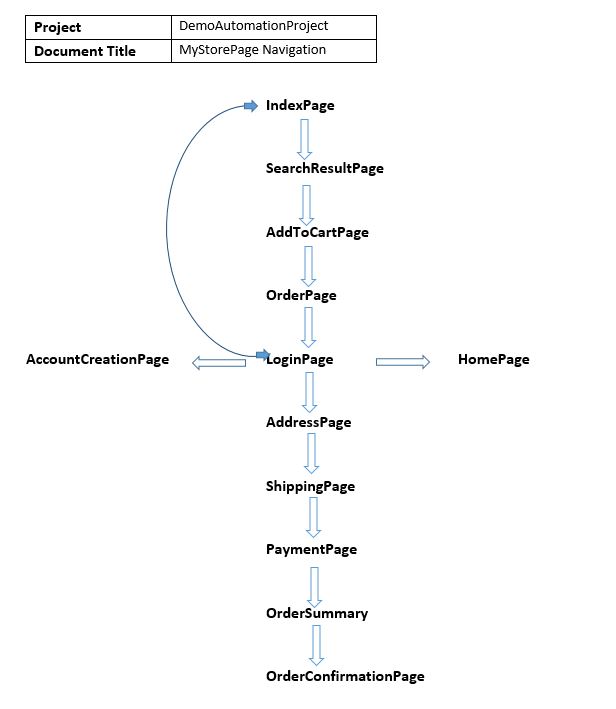 Project DemoAutomationProject
Document Title MyStorePage Navigation
IndexPage
SearchResultPage
AddToCartPage
OrderPage
AccountCreationPage LoginPage HomePage
AddressPage
ShippingPage
PaymentPage
OrderSummary
OrderConfirmationPage